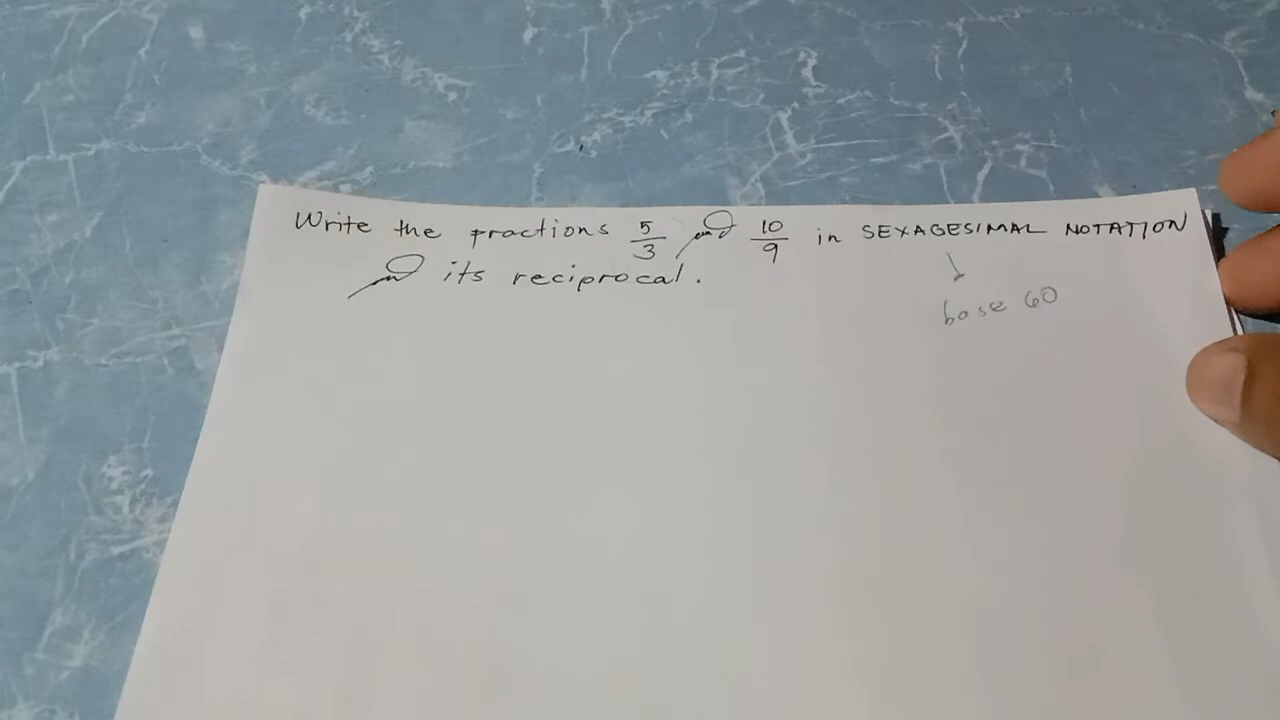 Write the fractions 5/3 and 10/9 in SEXAGESIMAL NOTATION
and its reciprocal.
base 60